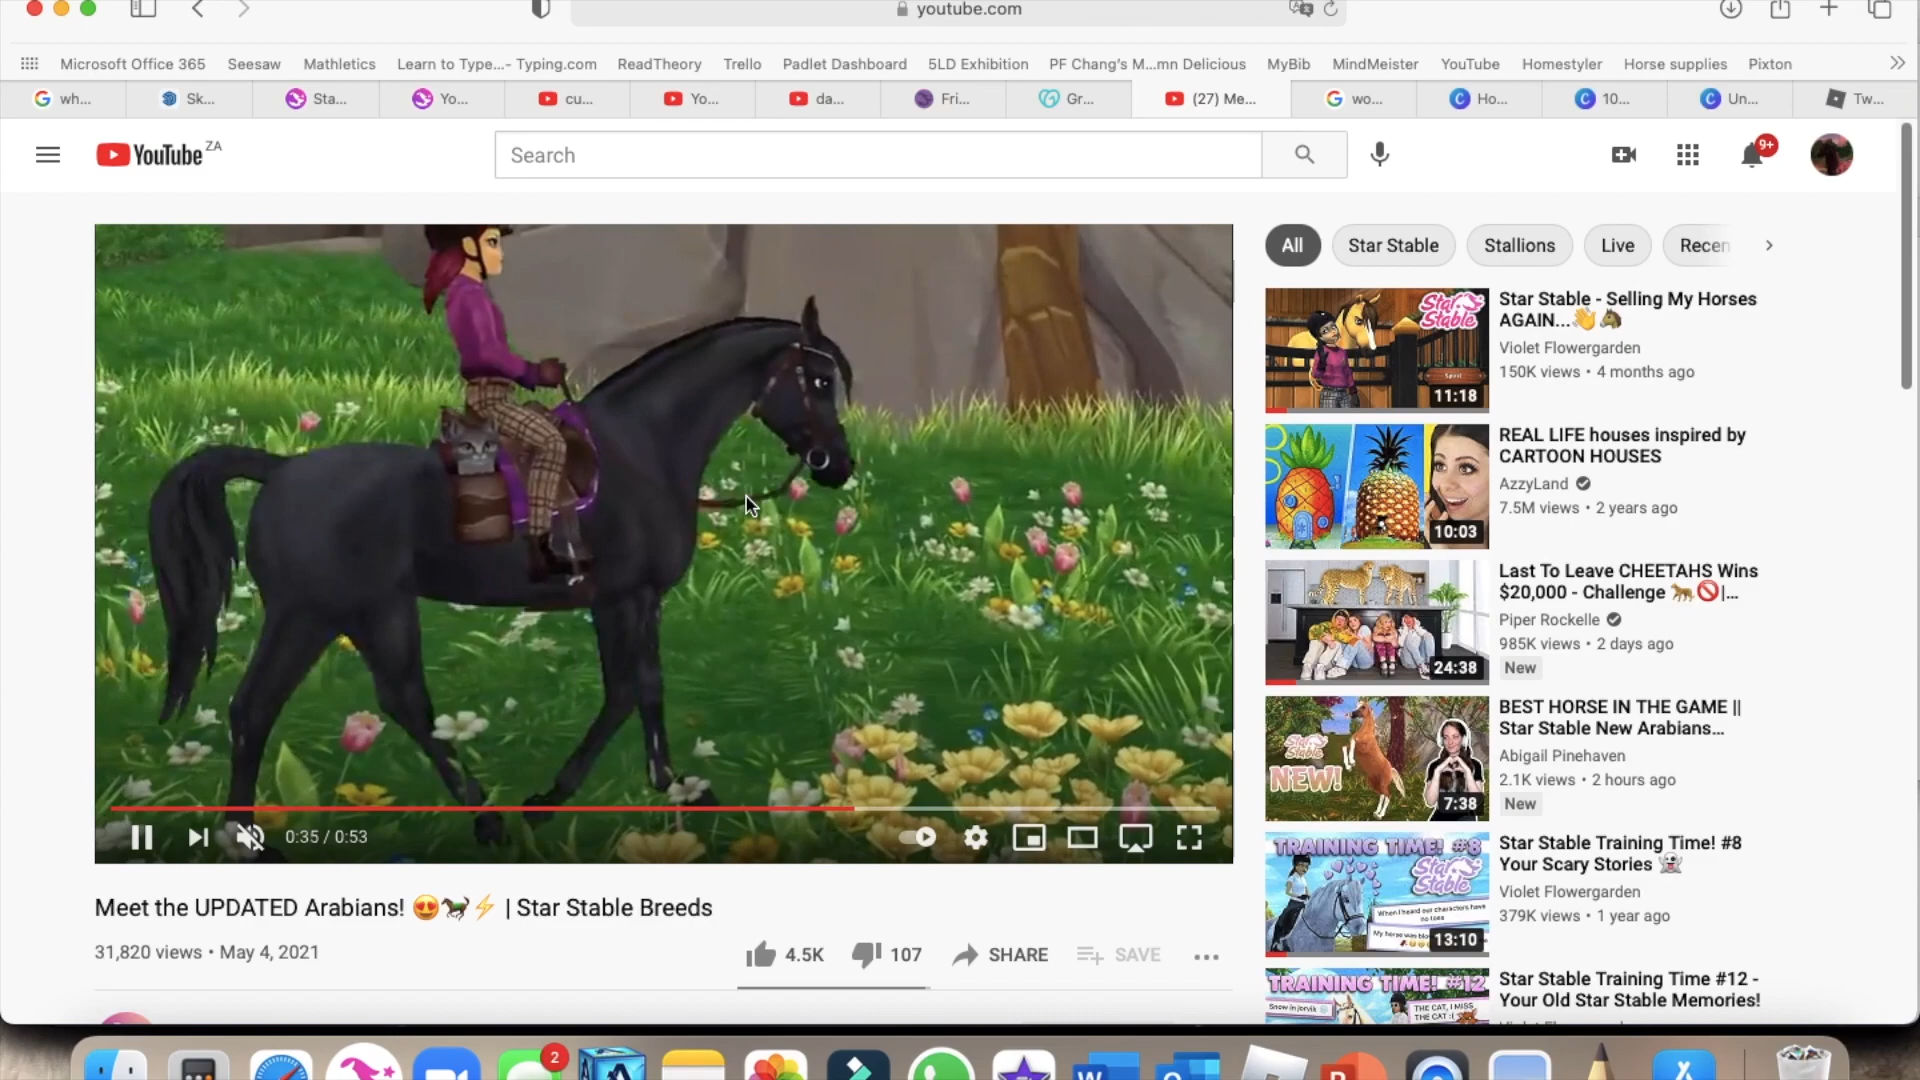 youtube.com
Microsoft Office 365 Seesaw Mathletics Learn to Type...- Typing.com ReadTheory Trello Padlet Dashboard 5LD Exhibition PF Chang's M...mn Delicious MyBib MindMeister YouTube Homestyler Horse supplies Pixton
wh... Sk... Sta... Yo... cu... Yo... da... Fri... Gr... (27) Me... wo... Ho... 10... Un... Tw...
YouTube ZA
Search
9+
All Star Stable Stallions Live Recen
Star Stable
11:18
Star Stable - Selling My Horses
AGAIN...👋🐴
Violet Flowergarden
150K views • 4 months ago
10:03
REAL LIFE houses inspired by
CARTOON HOUSES
AzzyLand
7.5M views • 2 years ago
24:38
Last To Leave CHEETAHS Wins
$20,000 - Challenge 🐆🚫|...
Piper Rockelle
985K views • 2 days ago
New
Star Stable
NEW!
7:38
BEST HORSE IN THE GAME ||
Star Stable New Arabians...
Abigail Pinehaven
2.1K views • 2 hours ago
New
TRAINING TIME! #8
Star Stable
When I heard our characters have
no toes
13:10
Star Stable Training Time! #8
Your Scary Stories 👻
Violet Flowergarden
379K views • 1 year ago
TRAINING TIME! #12
Snow in jorvik
THE CAT, I MISS
THE CAT :(
Star Stable Training Time #12 -
Your Old Star Stable Memories!
0:35 / 0:53
Meet the UPDATED Arabians! 😍🐎⚡ | Star Stable Breeds
31,820 views • May 4, 2021
4.5K 107 SHARE SAVE
2